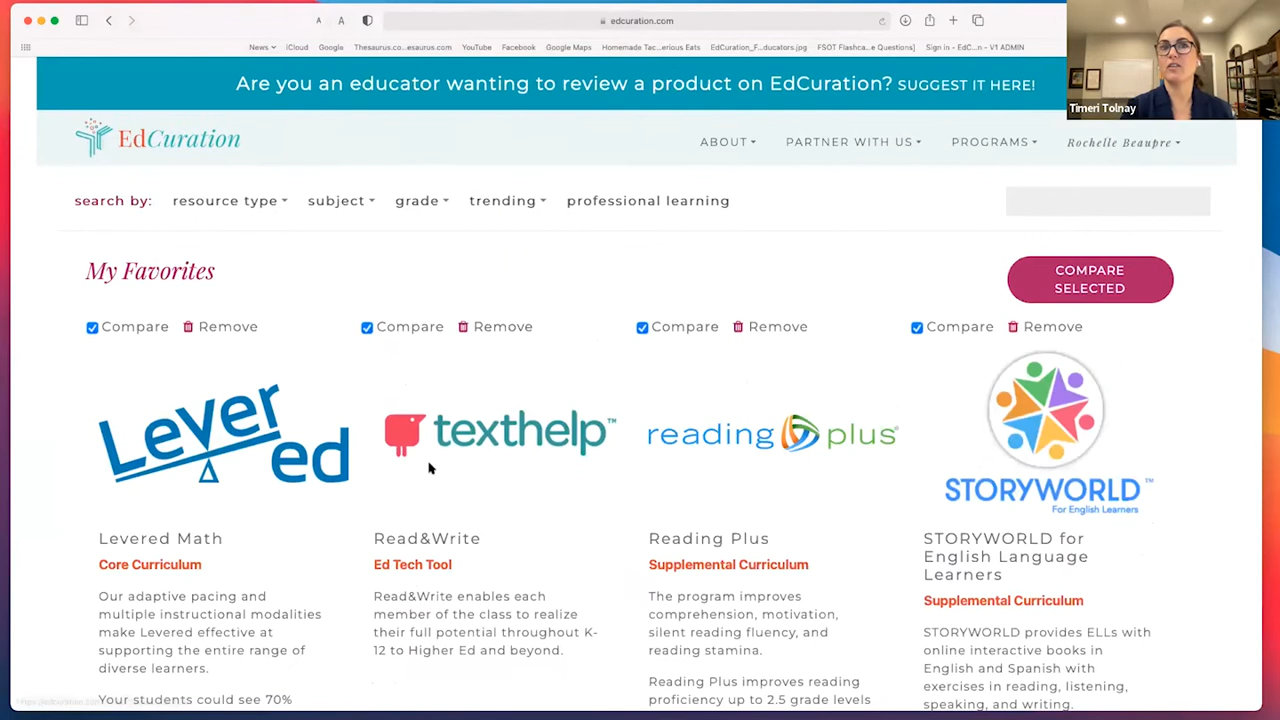 edcuration.com
News
iCloud
Google
Thesaurus.co...esaurus.com
YouTube
Facebook
Google Maps
Homemade Tac...erious Eats
EdCuration_F...ducators.jpg
FSOT Flashca...e Questions]
Sign in - EdC...n - V1 ADMIN
Timeri Tolnay
Are you an educator wanting to review a product on EdCuration? SUGGEST IT HERE!
EdCuration
ABOUT
PARTNER WITH US
PROGRAMS
Rochelle Beaupre
search by:
resource type
subject
grade
trending
professional learning
My Favorites
COMPARE
SELECTED
Compare
Remove
Compare
Remove
Compare
Remove
Compare
Remove
Levered
texthelp™
reading plus®
STORYWORLD™
For English Learners
Levered Math
Core Curriculum
Our adaptive pacing and
multiple instructional modalities
make Levered effective at
supporting the entire range of
diverse learners.
Your students could see 70%
Read&Write
Ed Tech Tool
Read&Write enables each
member of the class to realize
their full potential throughout K-
12 to Higher Ed and beyond.
Reading Plus
Supplemental Curriculum
The program improves
comprehension, motivation,
silent reading fluency, and
reading stamina.
Reading Plus improves reading
proficiency up to 2.5 grade levels
STORYWORLD for
English Language
Learners
Supplemental Curriculum
STORYWORLD provides ELLs with
online interactive books in
English and Spanish with
exercises in reading, listening,
speaking, and writing.